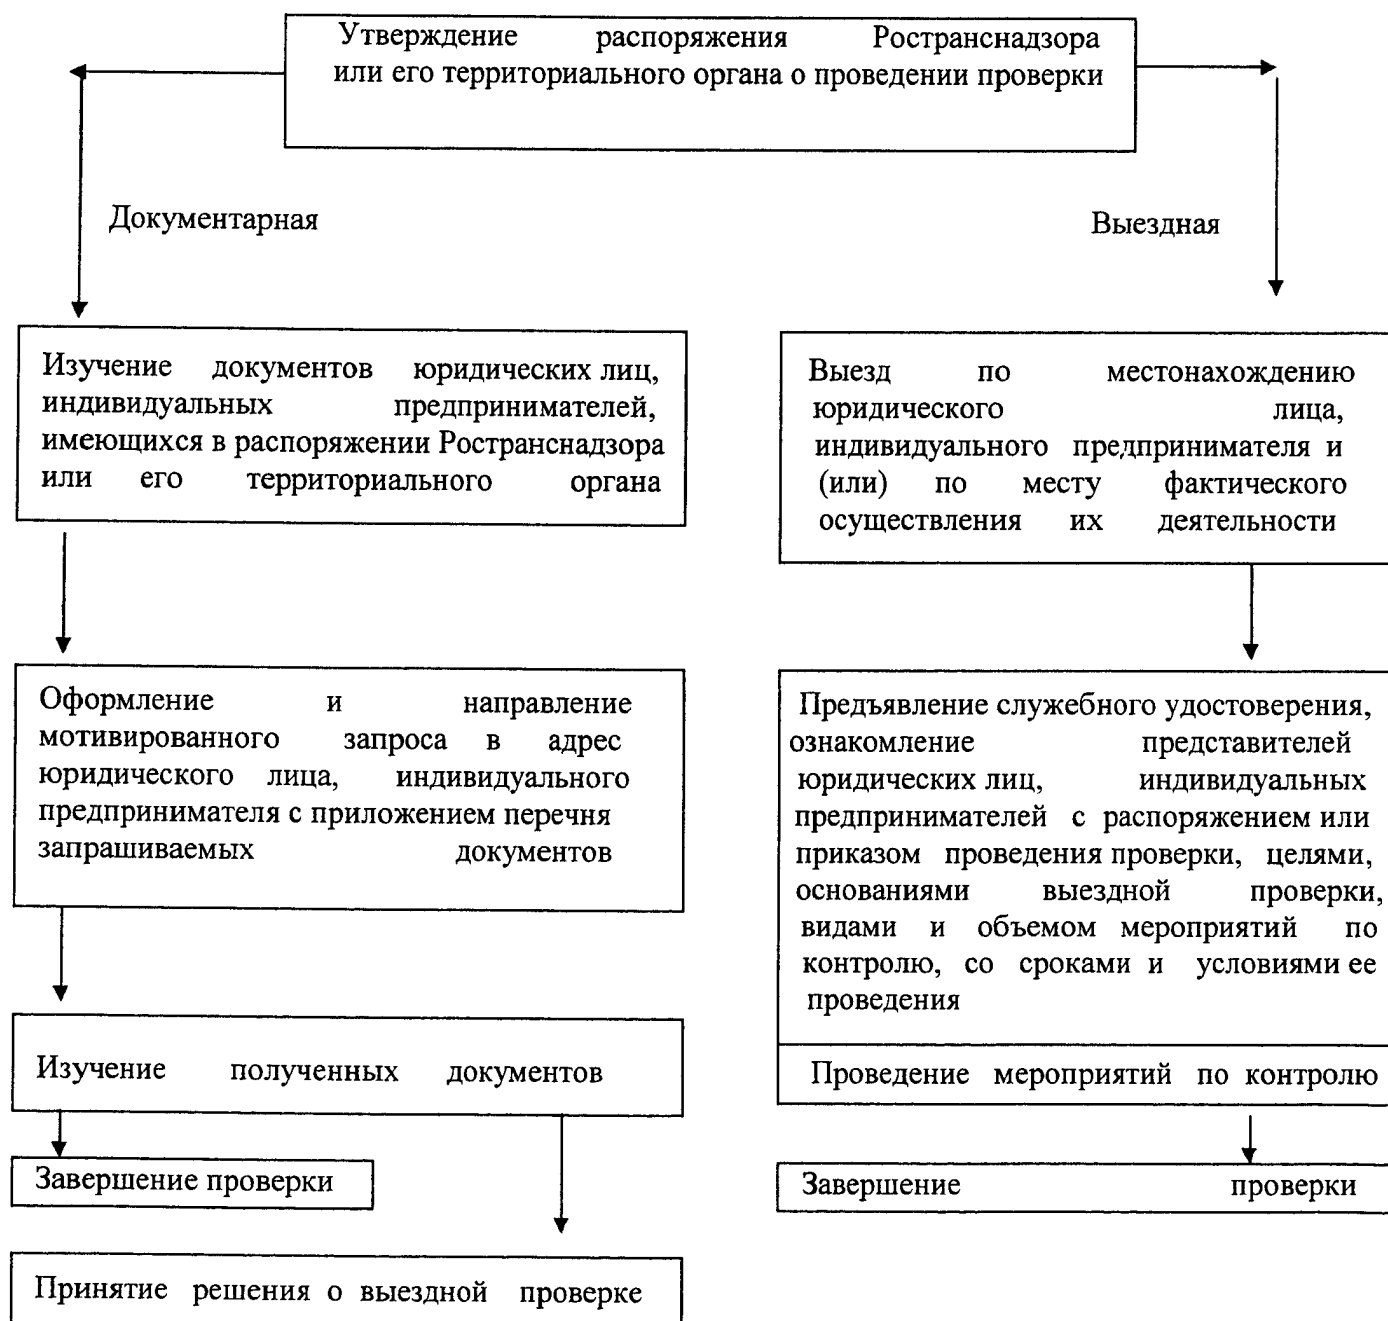 Утверждение распоряжения Ространснадзора
или его территориального органа о проведении проверки
Документарная
Выездная
Изучение документов юридических лиц,
индивидуальных предпринимателей,
имеющихся в распоряжении Ространснадзора
или его территориального органа
Выезд по местонахождению
юридического лица,
индивидуального предпринимателя и
(или) по месту фактического
осуществления их деятельности
Оформление и направление
мотивированного запроса в адрес
юридического лица, индивидуального
предпринимателя с приложением перечня
запрашиваемых документов
Предъявление служебного удостоверения,
ознакомление представителей
юридических лиц, индивидуальных
предпринимателей с распоряжением или
приказом проведения проверки, целями,
основаниями выездной проверки,
видами и объемом мероприятий по
контролю, со сроками и условиями ее
проведения
Изучение полученных документов
Проведение мероприятий по контролю
Завершение проверки
Завершение проверки
Принятие решения о выездной проверке